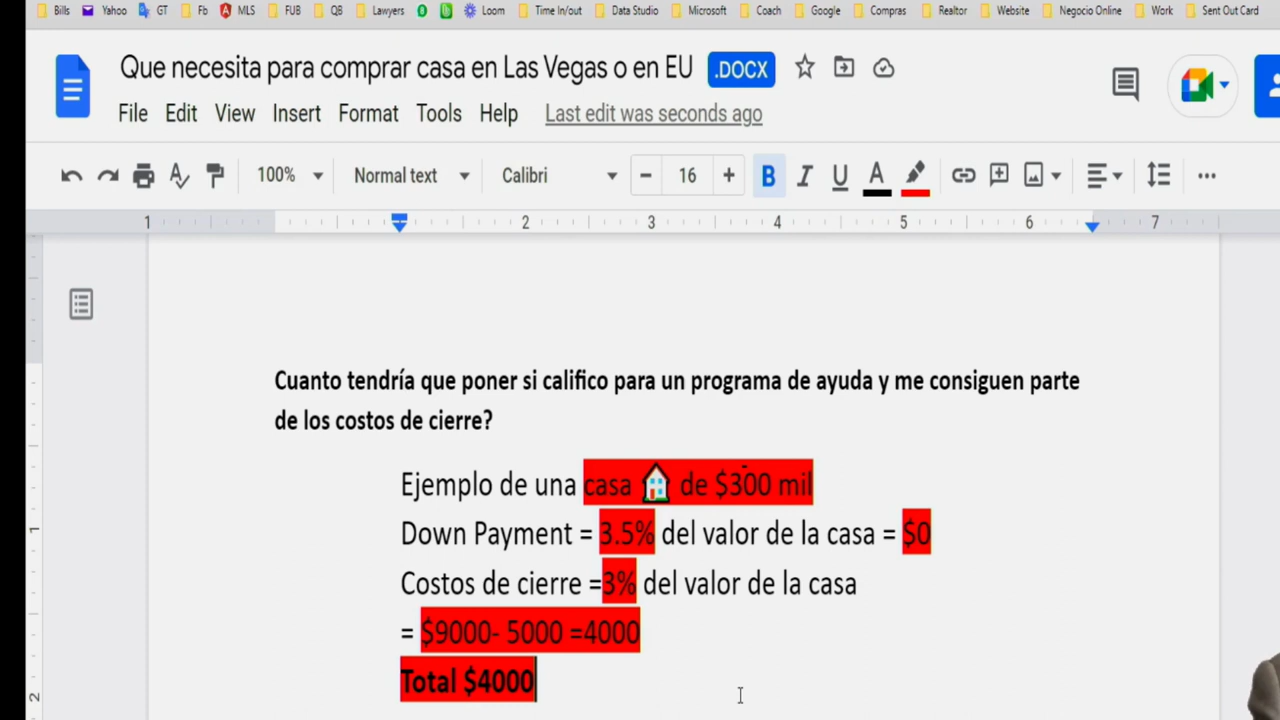 Bills Yahoo GT Fb MLS FUB QB Lawyers Loom Time In/out Data Studio Microsoft Coach Google Compras Realtor Website Negocio Online Work Sent Out Card
Que necesita para comprar casa en Las Vegas o en EU .DOCX
File Edit View Insert Format Tools Help Last edit was seconds ago
100% Normal text Calibri 16 B I U A
1 2 3 4 5 6 7
Cuanto tendría que poner si califico para un programa de ayuda y me consiguen parte
de los costos de cierre?
Ejemplo de una casa 🏠 de $300 mil
Down Payment = 3.5% del valor de la casa = $0
Costos de cierre =3% del valor de la casa
1
= $9000- 5000 =4000
Total $4000
2